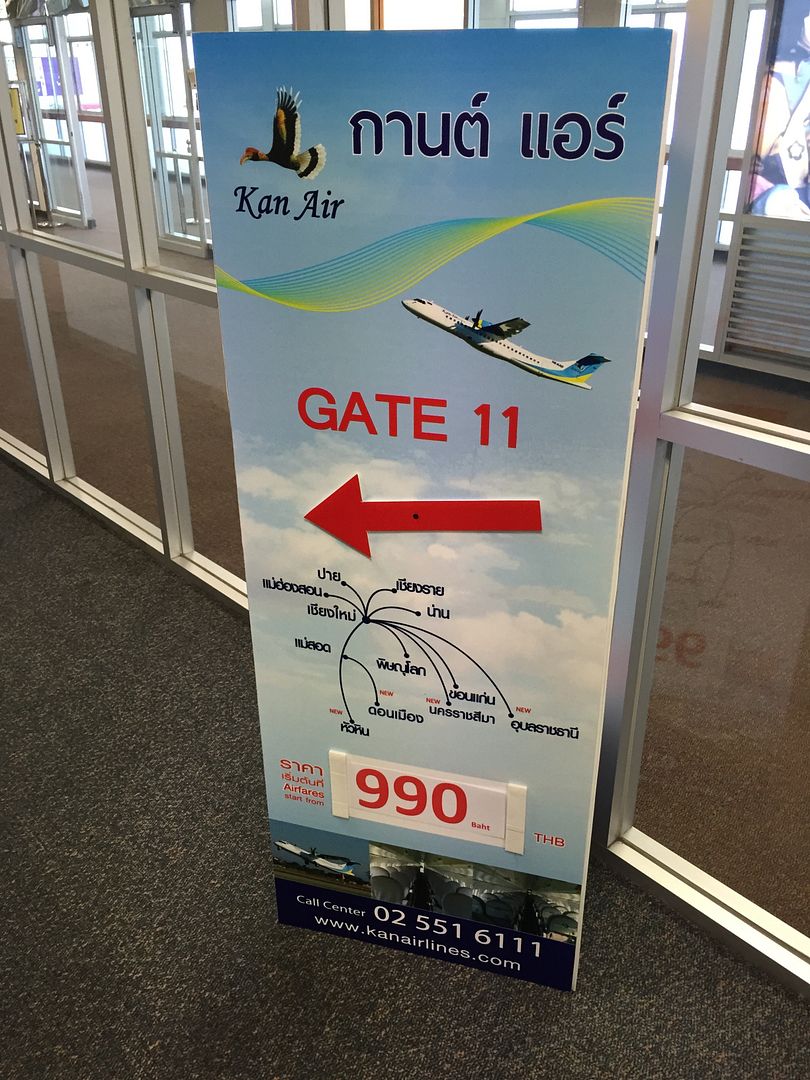 กานต์ แอร์
Kan Air
GATE 11
ปาย
เชียงราย
แม่ฮ่องสอน
เชียงใหม่
น่าน
แม่สอด
พิษณุโลก
ขอนแก่น
NEW
ดอนเมือง
NEW
นครราชสีมา
NEW
อุบลราชธานี
NEW
หัวหิน
ราคา
เริ่มต้นที่
Airfares
start from
990
Baht
THB
Call Center 02 551 6111
www.kanairlines.com